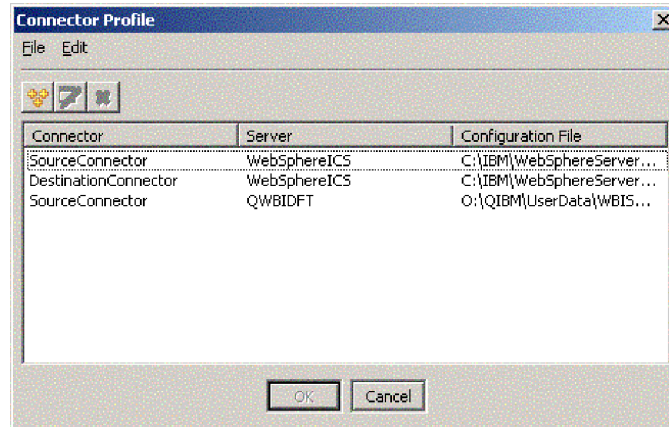 Connector Profile
File Edit
Connector Server Configuration File
SourceConnector WebSphereICS C:\IBM\WebSphereServer...
DestinationConnector WebSphereICS C:\IBM\WebSphereServer...
SourceConnector QWBIDFT O:\QIBM\UserData\WBIS...
OK Cancel